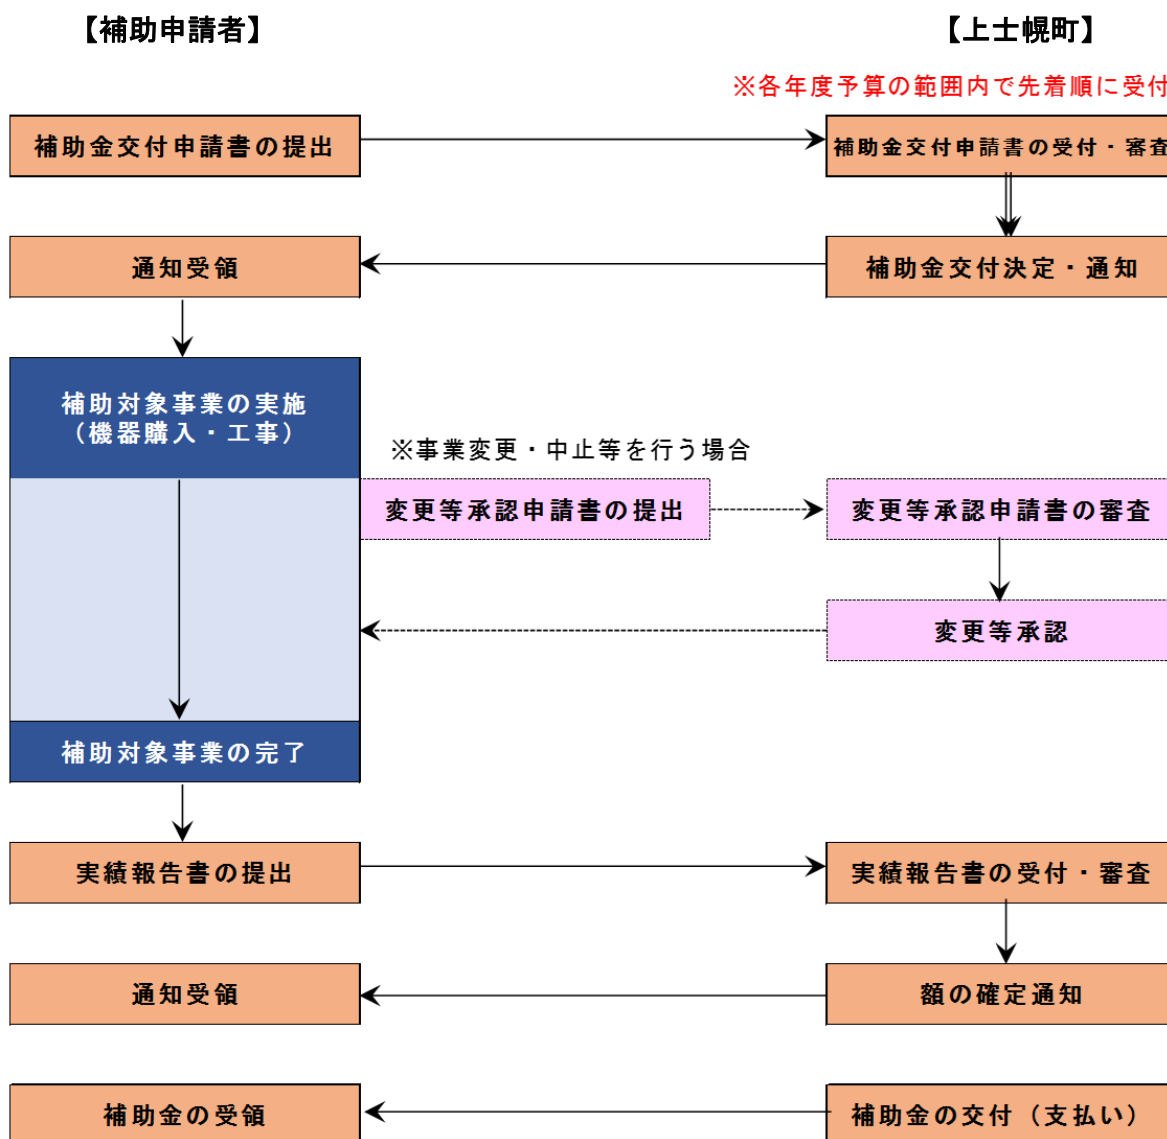 【補助申請者】
【上士幌町】
※各年度予算の範囲内で先着順に受付
補助金交付申請書の提出
補助金交付申請書の受付・審査
通知受領
補助金交付決定・通知
補助対象事業の実施
（機器購入・工事）
※事業変更・中止等を行う場合
変更等承認申請書の提出
変更等承認申請書の審査
変更等承認
補助対象事業の完了
実績報告書の提出
実績報告書の受付・審査
通知受領
額の確定通知
補助金の受領
補助金の交付（支払い）